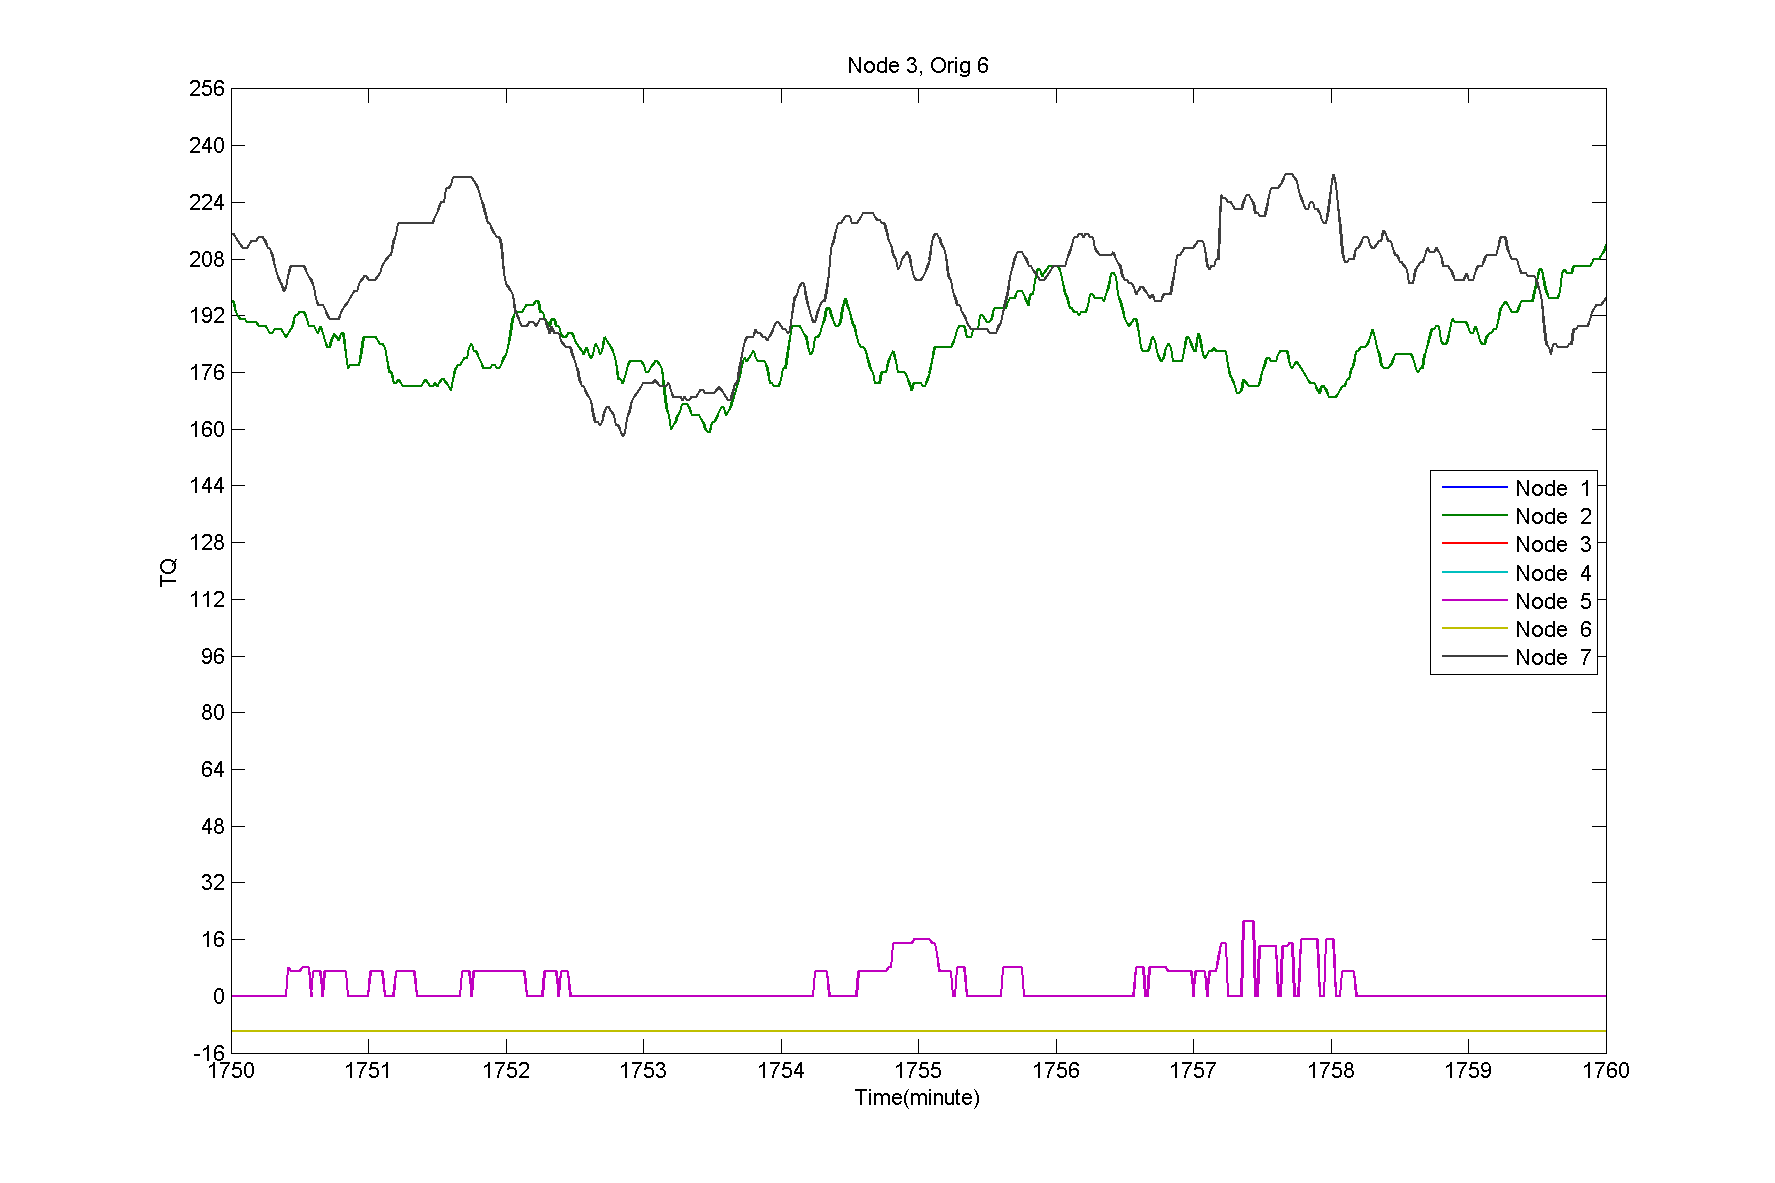 Node 3, Orig 6
256
240
224
208
192
176
160
144
128
112
96
80
64
48
32
16
0
-16
TQ
Node 1
Node 2
Node 3
Node 4
Node 5
Node 6
Node 7
1750 1751 1752 1753 1754 1755 1756 1757 1758 1759 1760
Time(minute)